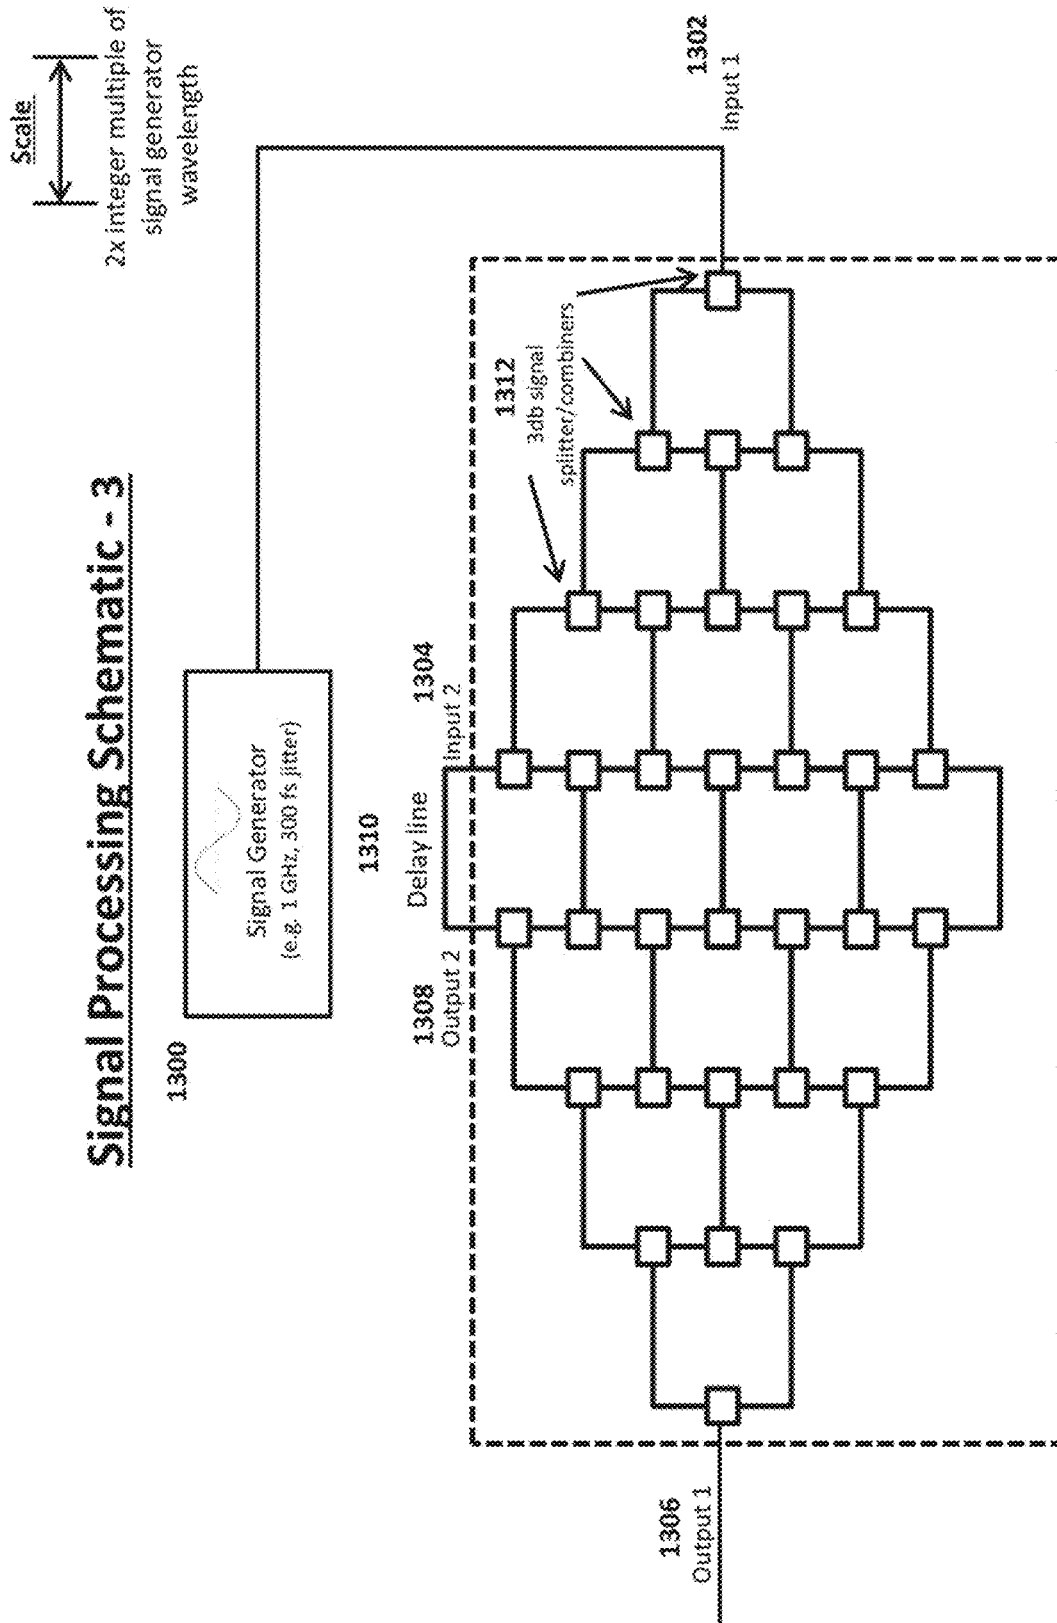 Signal Processing Schematic - 3
Scale
2x integer multiple of
signal generator
wavelength
1300
Signal Generator
(e.g. 1 GHz, 300 fs jitter)
1310
Delay line
1308
Output 2
1304
Input 2
1312
3db signal
splitter/combiners
1302
Input 1
1306
Output 1